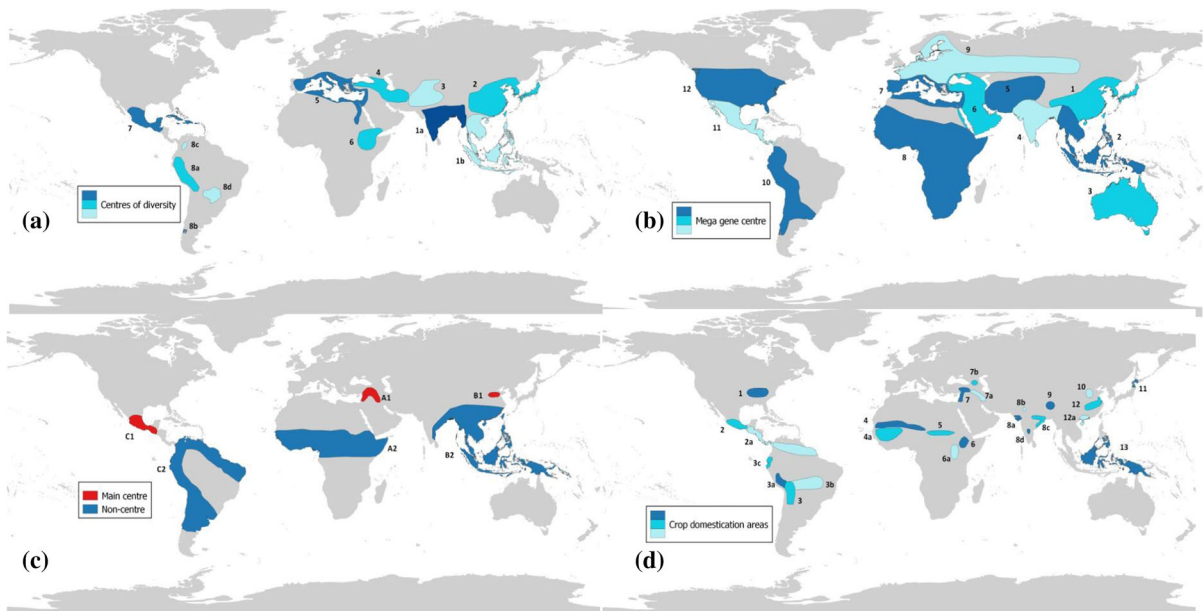 4
3
2
5
7
1a
6
1b
8c
8a
8d
8b
Centres of diversity
(a)
9
12
7
5
1
6
11
4
2
8
10
3
Mega gene centre
(b)
A1
B1
C1
A2
B2
C2
Main centre
Non-centre
(c)
7b
1
7
7a
9
10
11
8b
12
2
4
5
8a
12a
4a
8c
2a
6
8d
13
3c
6a
3a
3b
3
Crop domestication areas
(d)